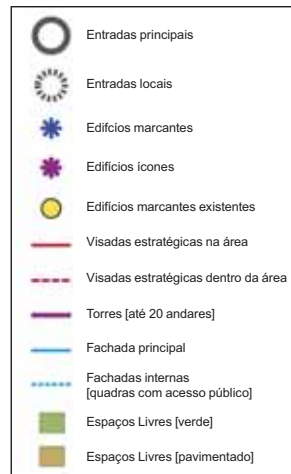 Entradas principais
Entradas locais
Edifcios marcantes
Edifícios ícones
Edificios marcantes existentes
Visadas estratégicas na área
Visadas estratégicas dentro da área
Torres [até 20 andares]
Fachada principal
Fachadas internas
[quadras com acesso público]
Espaços Livres [verde]
Espaços Livres [pavimentado]